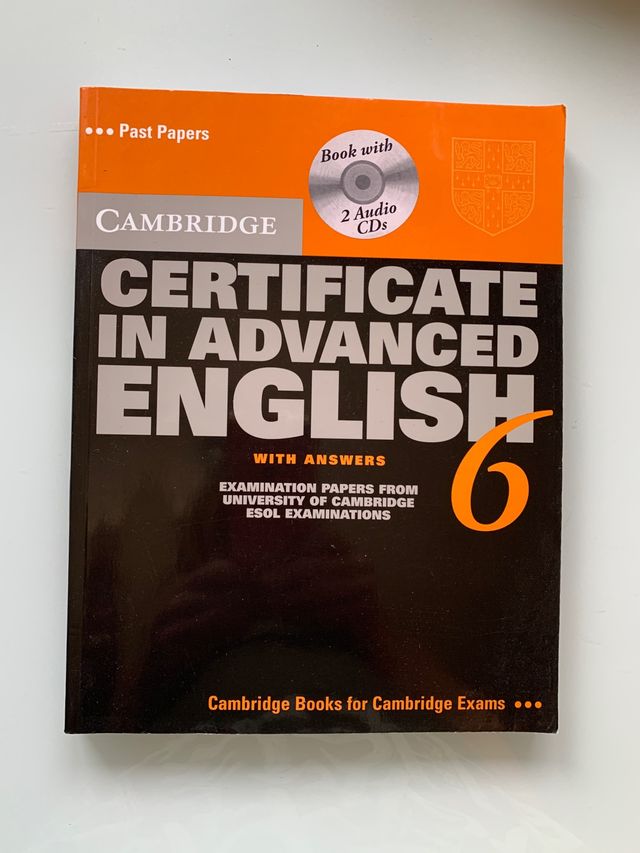 ••• Past Papers
Book with
2 Audio
CDs
CAMBRIDGE
CERTIFICATE
IN ADVANCED
ENGLISH
6
WITH ANSWERS
EXAMINATION PAPERS FROM
UNIVERSITY OF CAMBRIDGE
ESOL EXAMINATIONS
Cambridge Books for Cambridge Exams •••